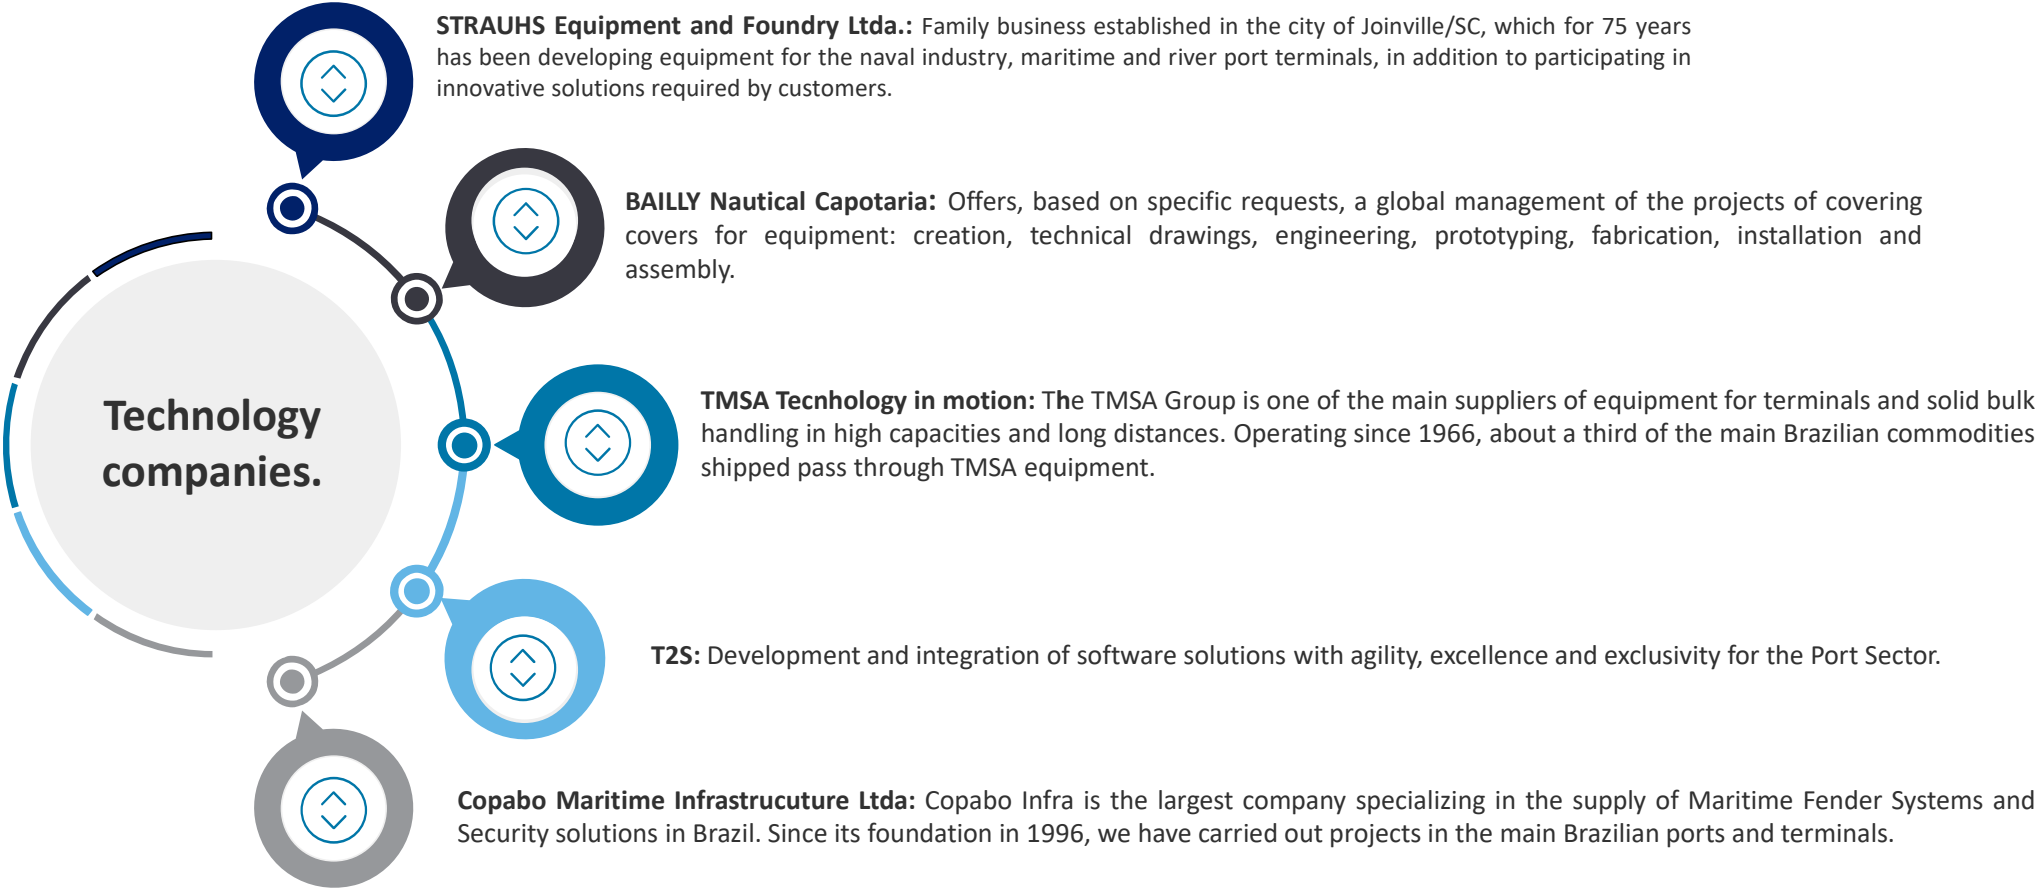 STRAUHS Equipment and Foundry Ltda.: Family business established in the city of Joinville/SC, which for 75 years
has been developing equipment for the naval industry, maritime and river port terminals, in addition to participating in
innovative solutions required by customers.
BAILLY Nautical Capotaria: Offers, based on specific requests, a global management of the projects of covering
covers for equipment: creation, technical drawings, engineering, prototyping, fabrication, installation and
assembly.
Technology
companies.
TMSA Tecnhology in motion: The TMSA Group is one of the main suppliers of equipment for terminals and solid bulk
handling in high capacities and long distances. Operating since 1966, about a third of the main Brazilian commodities
shipped pass through TMSA equipment.
T2S: Development and integration of software solutions with agility, excellence and exclusivity for the Port Sector.
Copabo Maritime Infrastrucuture Ltda: Copabo Infra is the largest company specializing in the supply of Maritime Fender Systems and
Security solutions in Brazil. Since its foundation in 1996, we have carried out projects in the main Brazilian ports and terminals.